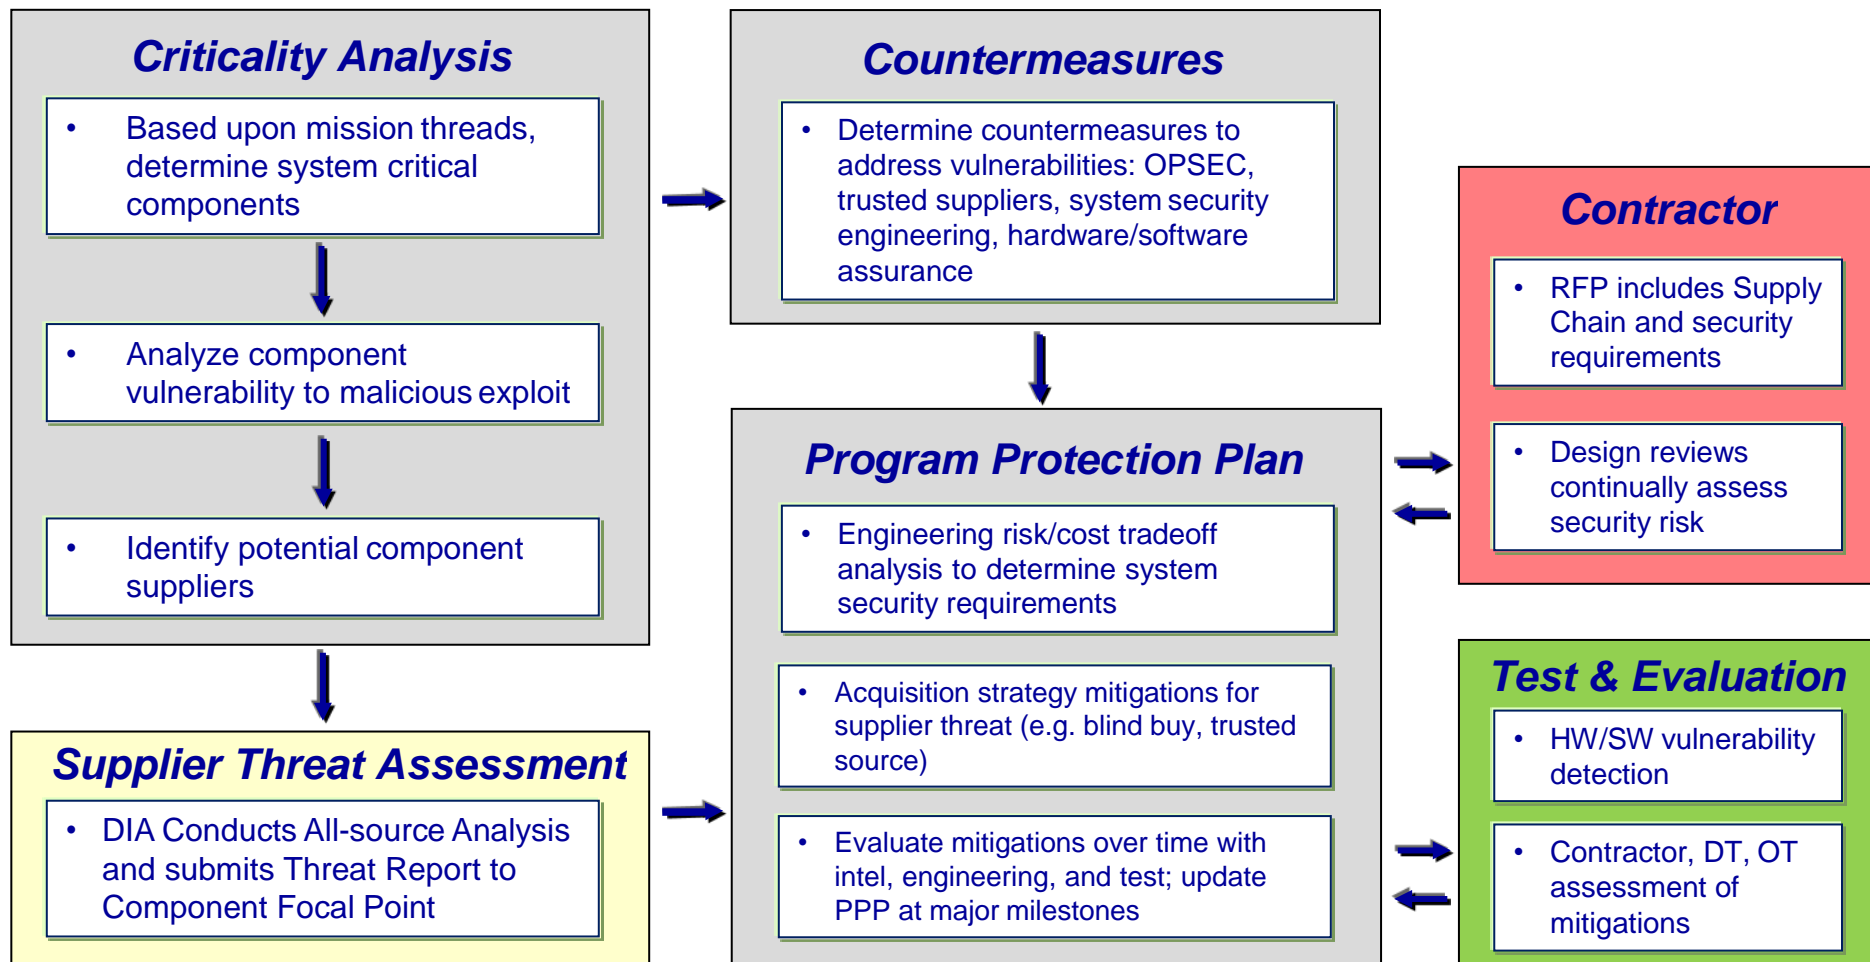 Criticality Analysis
• Based upon mission threads,
determine system critical
components
• Analyze component
vulnerability to malicious exploit
• Identify potential component
suppliers
Supplier Threat Assessment
• DIA Conducts All-source Analysis
and submits Threat Report to
Component Focal Point
Countermeasures
• Determine countermeasures to
address vulnerabilities: OPSEC,
trusted suppliers, system security
engineering, hardware/software
assurance
Program Protection Plan
• Engineering risk/cost tradeoff
analysis to determine system
security requirements
• Acquisition strategy mitigations for
supplier threat (e.g. blind buy, trusted
source)
• Evaluate mitigations over time with
intel, engineering, and test; update
PPP at major milestones
Contractor
• RFP includes Supply
Chain and security
requirements
• Design reviews
continually assess
security risk
Test & Evaluation
• HW/SW vulnerability
detection
• Contractor, DT, OT
assessment of
mitigations